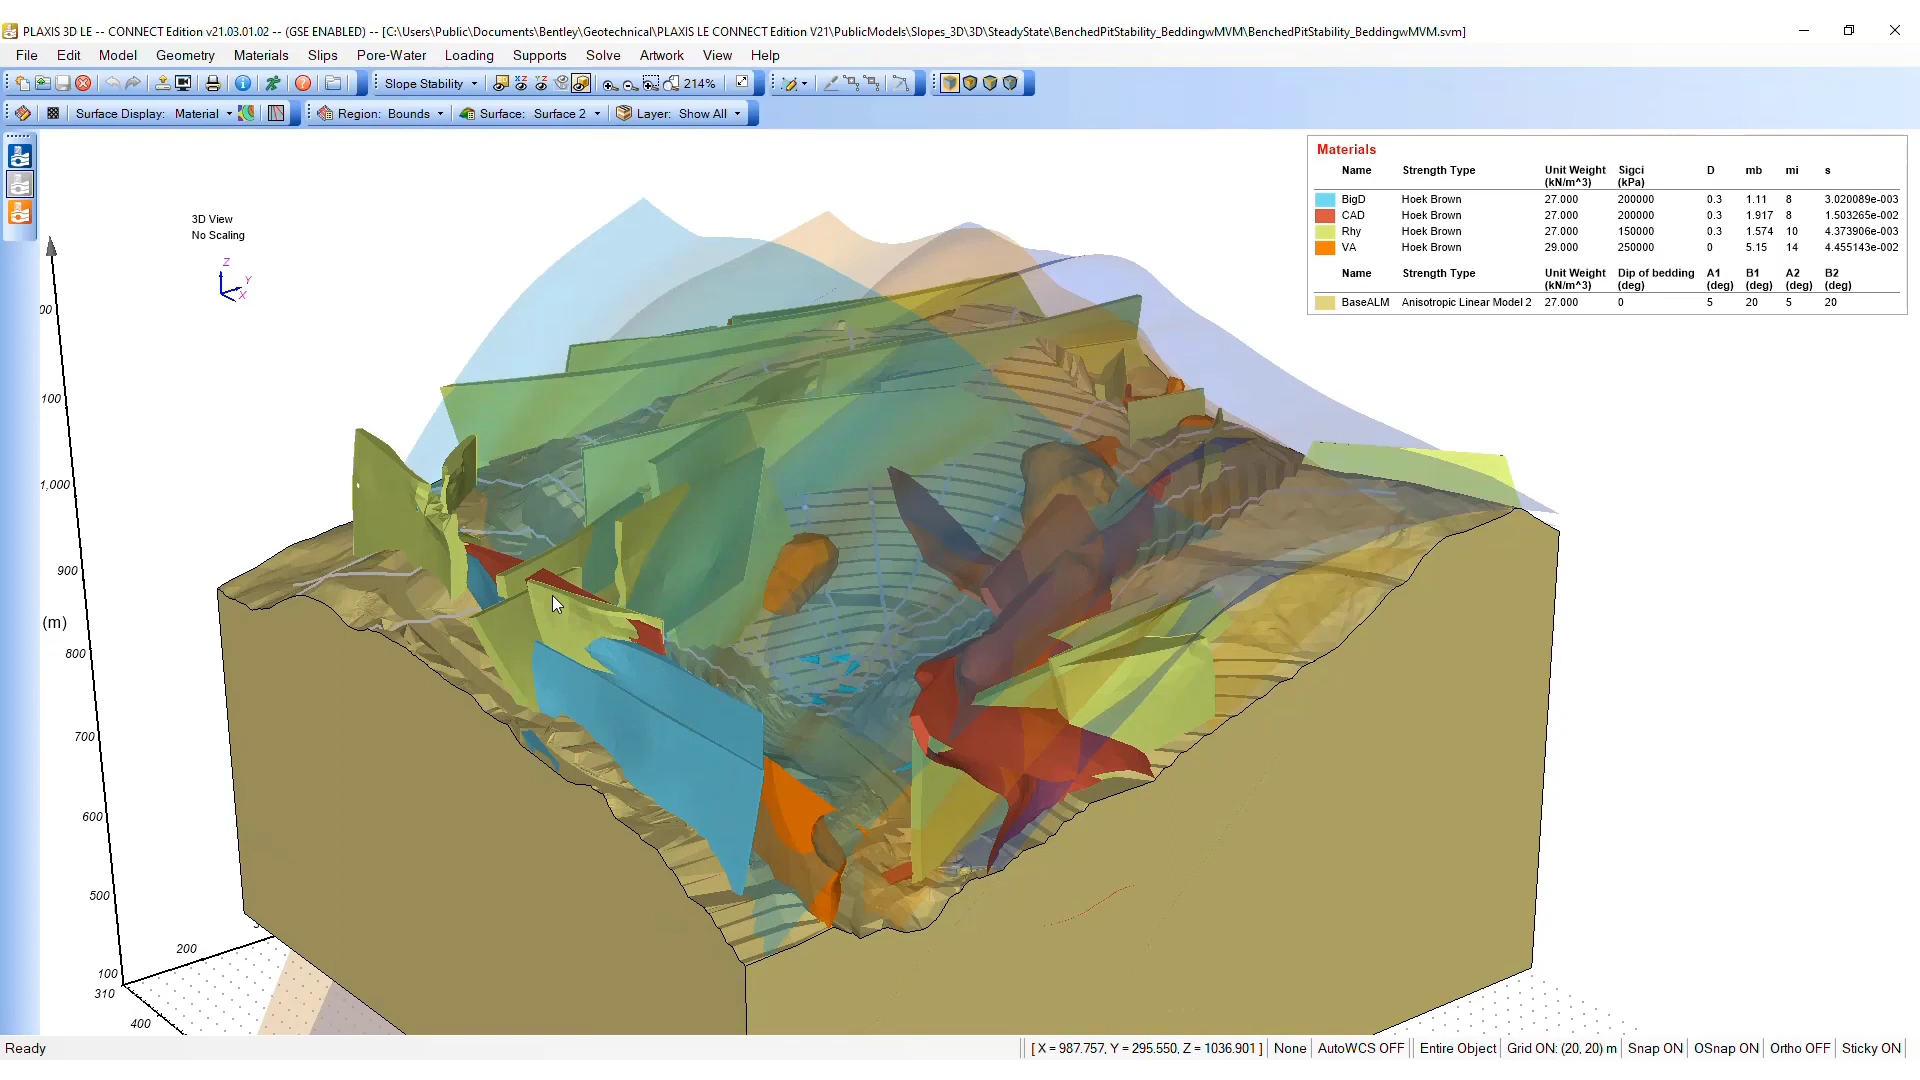 PLAXIS 3D LE -- CONNECT Edition v21.03.01.02 -- (GSE ENABLED) -- [C:\Users\Public\Documents\Bentley\Geotechnical\PLAXIS LE CONNECT Edition V21\PublicModels\Slopes_3D\3D\SteadyState\BenchedPitStability_BeddingwMVM\BenchedPitStability_BeddingwMVM.svm]
File Edit Model Geometry Materials Slips Pore-Water Loading Supports Solve Artwork View Help
Slope Stability 214%
Surface Display: Material Region: Bounds Surface: Surface 2 Layer: Show All
Materials
Name Strength Type Unit Weight (kN/m^3) Sigci (kPa) D mb mi s
BigD Hoek Brown 27.000 200000 0.3 1.11 8 3.020089e-003
CAD Hoek Brown 27.000 200000 0.3 1.917 8 1.503265e-002
Rhy Hoek Brown 27.000 150000 0.3 1.574 10 4.373906e-003
VA Hoek Brown 29.000 250000 0 5.15 14 4.455143e-002
Name Strength Type Unit Weight (kN/m^3) Dip of bedding (deg) A1 (deg) B1 (deg) A2 (deg) B2 (deg)
BaseALM Anisotropic Linear Model 2 27.000 0 5 20 5 20
3D View
No Scaling
Z
Y
X
00
100
1,000
900
(m)
800
700
600
500
200
100
310
400
Ready [ X = 987.757, Y = 295.550, Z = 1036.901 ] None AutoWCS OFF Entire Object Grid ON: (20, 20) m Snap ON OSnap ON Ortho OFF Sticky ON